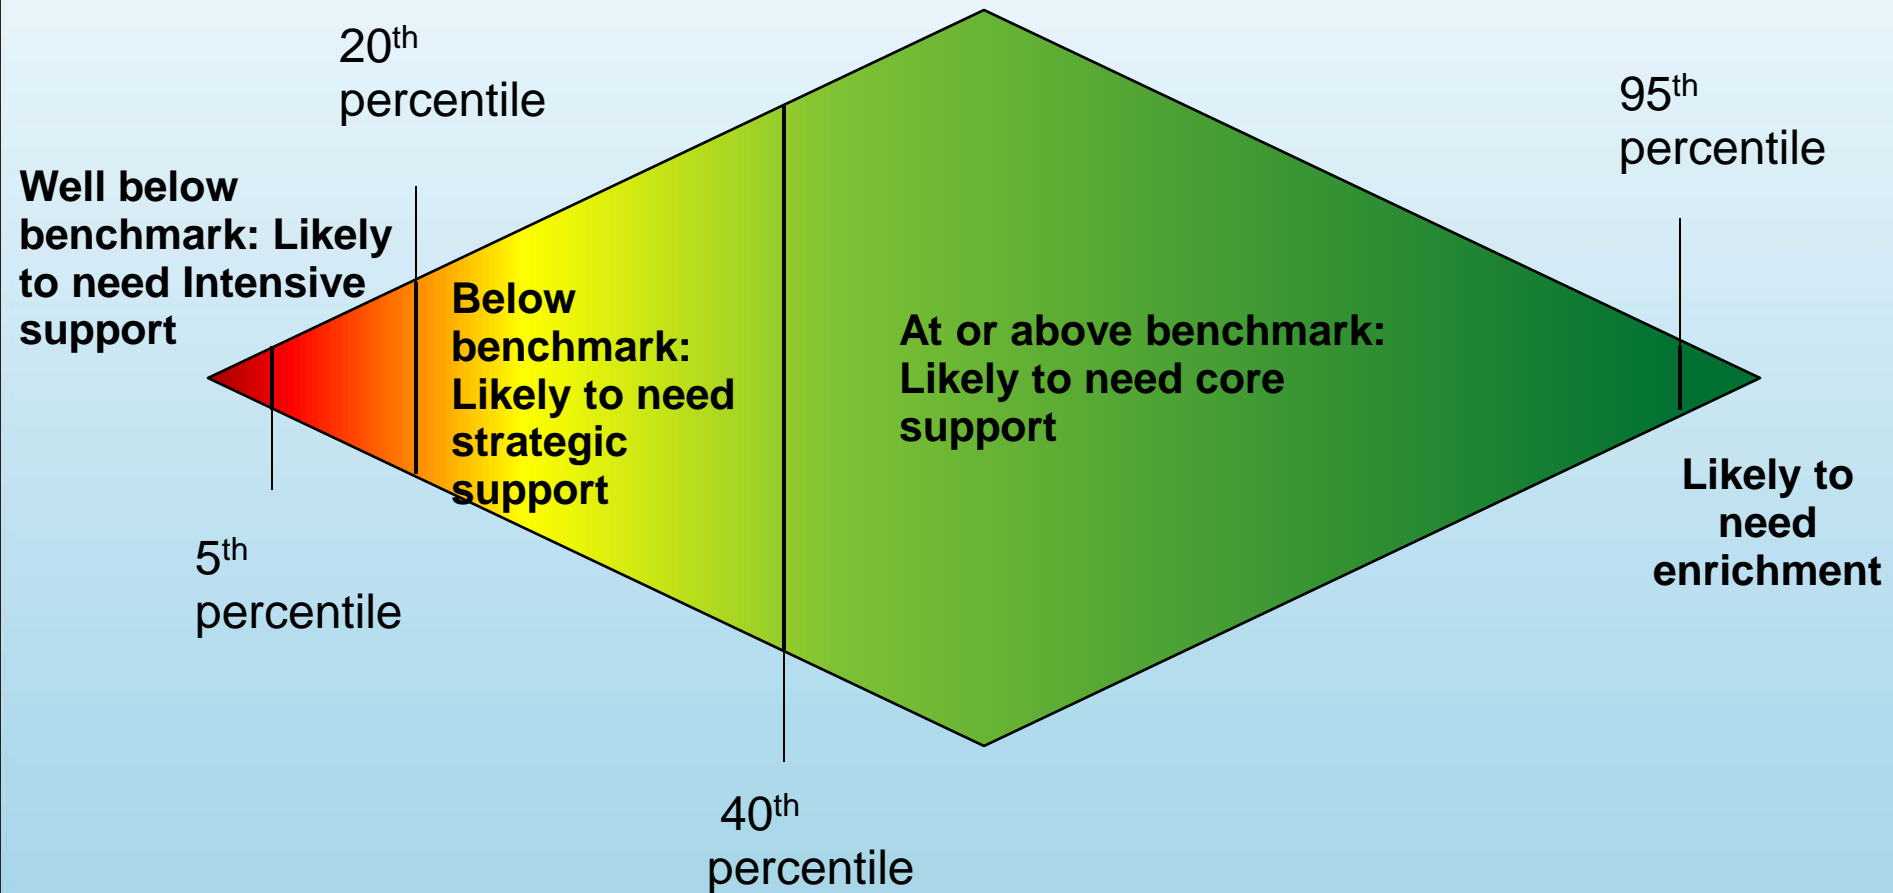 20th
percentile
95th
percentile
Well below
benchmark: Likely
to need Intensive
support
Below
benchmark:
Likely to need
strategic
support
At or above benchmark:
Likely to need core
support
Likely to
need
enrichment
5th
percentile
40th
percentile